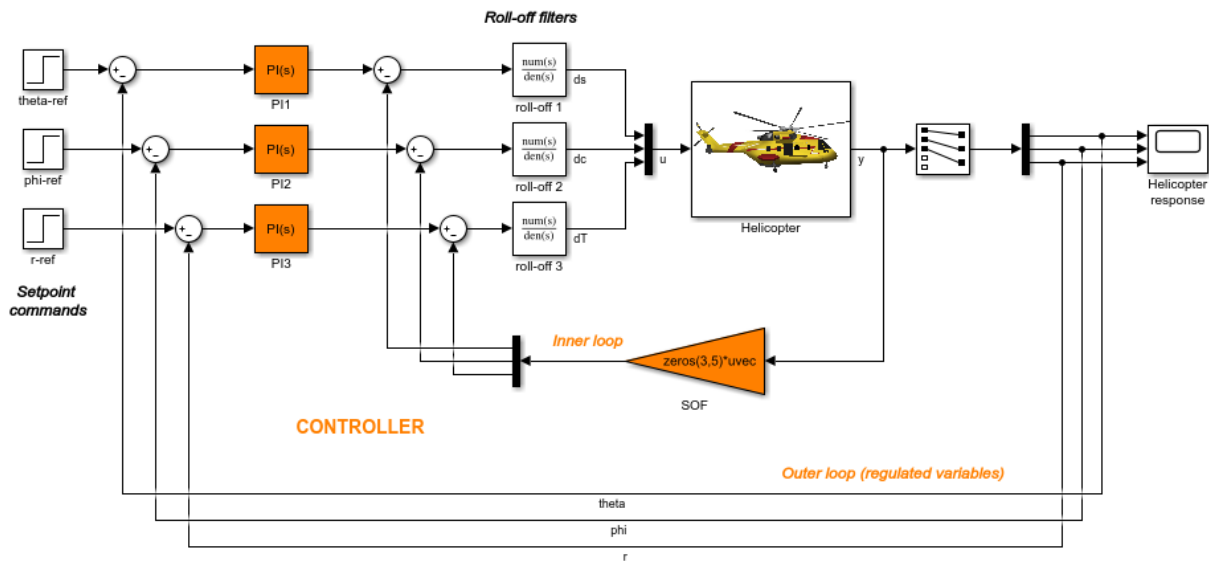 Roll-off filters
theta-ref
+
-
PI(s)
PI1
+
-
num(s)
den(s)
roll-off 1
ds
phi-ref
+
-
PI(s)
PI2
+
-
num(s)
den(s)
roll-off 2
dc
u
Helicopter
y
Helicopter
response
r-ref
+
-
PI(s)
PI3
+
-
num(s)
den(s)
roll-off 3
dT
Setpoint
commands
Inner loop
zeros(3,5)*uvec
SOF
CONTROLLER
Outer loop (regulated variables)
theta
phi
r